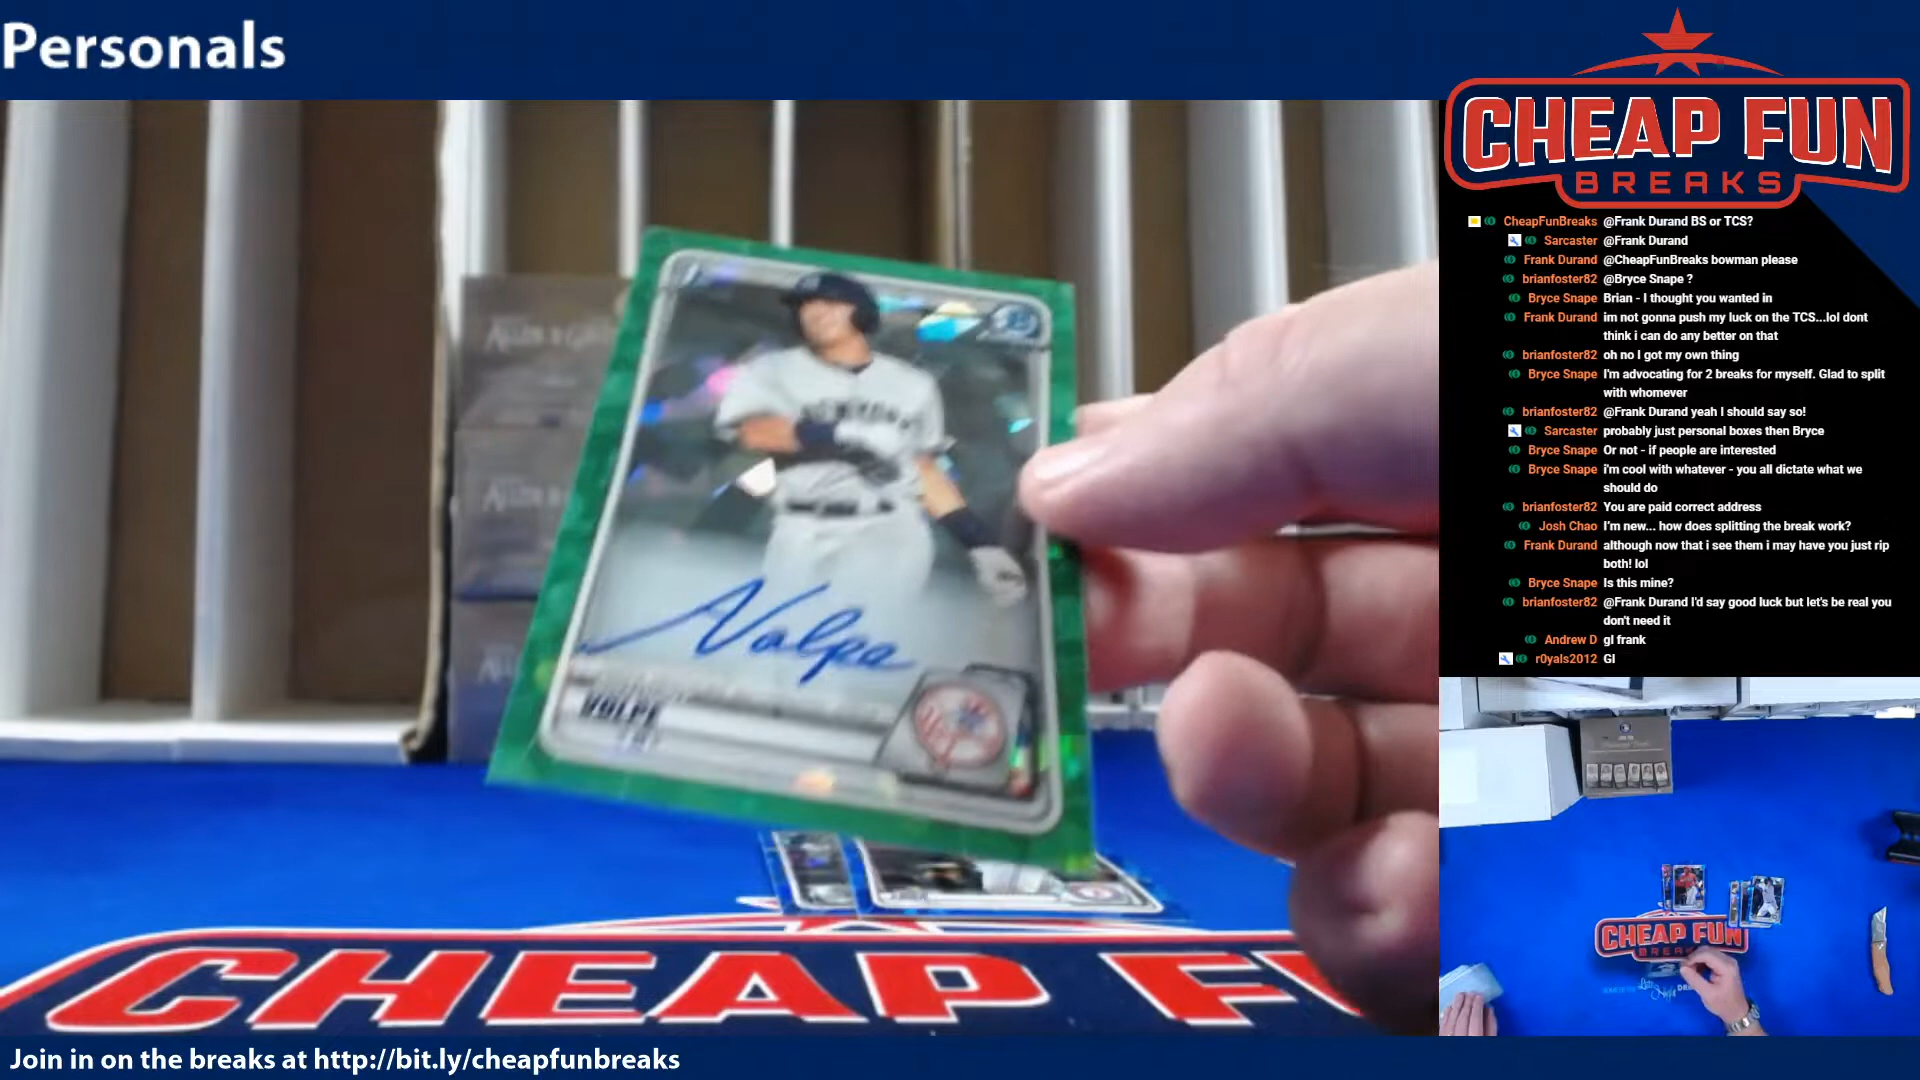 Personals
CHEAP FUN
BREAKS
CheapFunBreaks @Frank Durand BS or TCS?
Sarcaster @Frank Durand
Frank Durand @CheapFunBreaks bowman please
brianfoster82 @Bryce Snape ?
Bryce Snape Brian - I thought you wanted in
Frank Durand im not gonna push my luck on the TCS...lol dont
think i can do any better on that
brianfoster82 oh no I got my own thing
Bryce Snape I'm advocating for 2 breaks for myself. Glad to split
with whomever
brianfoster82 @Frank Durand yeah I should say so!
Sarcaster probably just personal boxes then Bryce
Bryce Snape Or not - if people are interested
Bryce Snape i'm cool with whatever - you all dictate what we
should do
brianfoster82 You are paid correct address
Josh Chao I'm new... how does splitting the break work?
Frank Durand although now that i see them i may have you just rip
both! lol
Bryce Snape Is this mine?
brianfoster82 @Frank Durand I'd say good luck but let's be real you
don't need it
Andrew D gl frank
r0yals2012 Gl
NEW YORK
Volpe
VOLPE
CHEAP FU
CHEAP FUN
BREAKS
Join in on the breaks at http://bit.ly/cheapfunbreaks